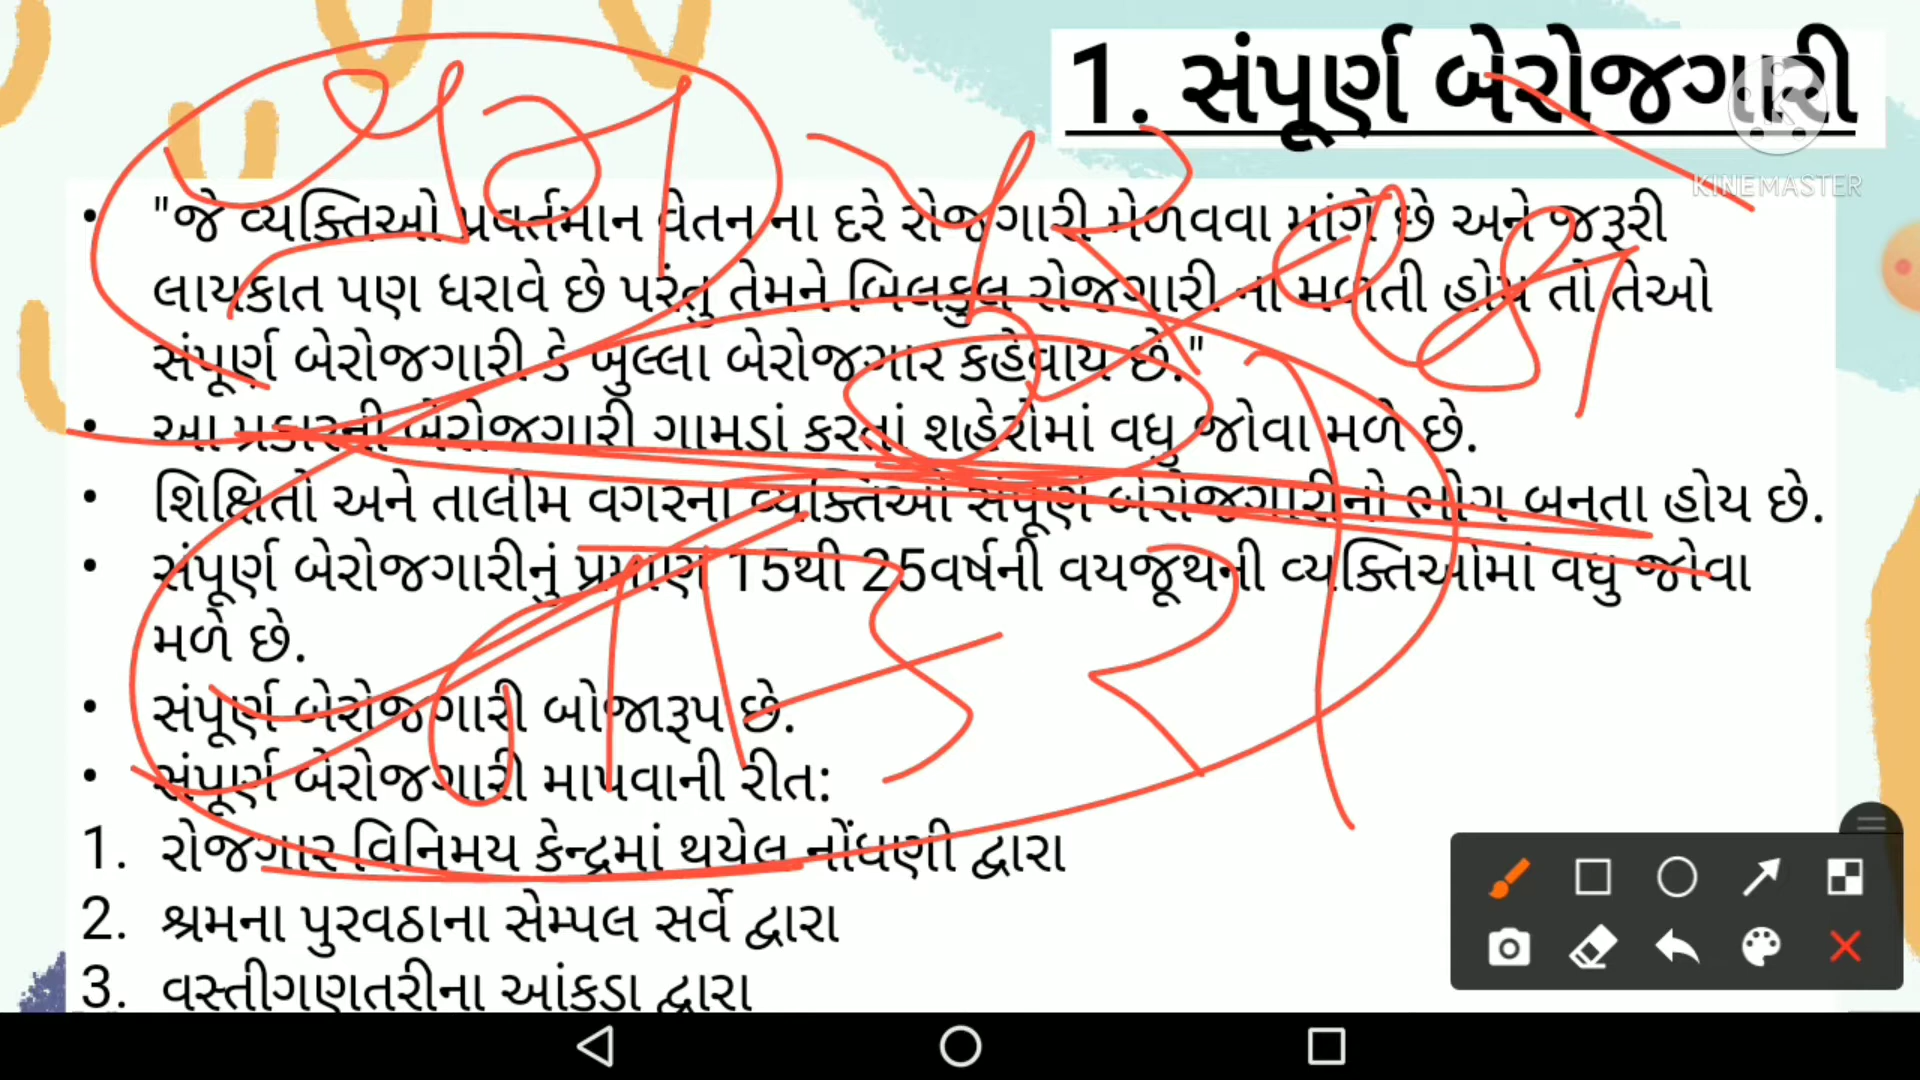 1. સંપૂર્ણ બેરોજગારી
KINEMASTER
• "જે વ્યક્તિઓ પ્રવર્તમાન વેતન ના દરે રોજગારી મેળવવા માંગે છે અને જરૂરી
લાયકાત પણ ધરાવે છે પરંતુ તેમને બિલકુલ રોજગારી ના મળતી હોય તો તેઓ
સંપૂર્ણ બેરોજગારી કે ખુલ્લા બેરોજગાર કહેવાય છે."
• આ પ્રકારની બેરોજગારી ગામડાં કરતાં શહેરોમાં વધુ જોવા મળે છે.
• શિક્ષિતો અને તાલીમ વગરના વ્યક્તિઓ સંપૂર્ણ બેરોજગારીનો ભોગ બનતા હોય છે.
• સંપૂર્ણ બેરોજગારીનું પ્રમાણ 15થી 25વર્ષની વયજૂથની વ્યક્તિઓમાં વધુ જોવા
મળે છે.
• સંપૂર્ણ બેરોજગારી બોજારૂપ છે.
• સંપૂર્ણ બેરોજગારી માપવાની રીત:
1. રોજગાર વિનિમય કેન્દ્રમાં થયેલ નોંધણી દ્વારા
2. શ્રમના પુરવઠાના સેમ્પલ સર્વે દ્વારા
3. વસ્તીગણતરીના આંકડા દ્વારા